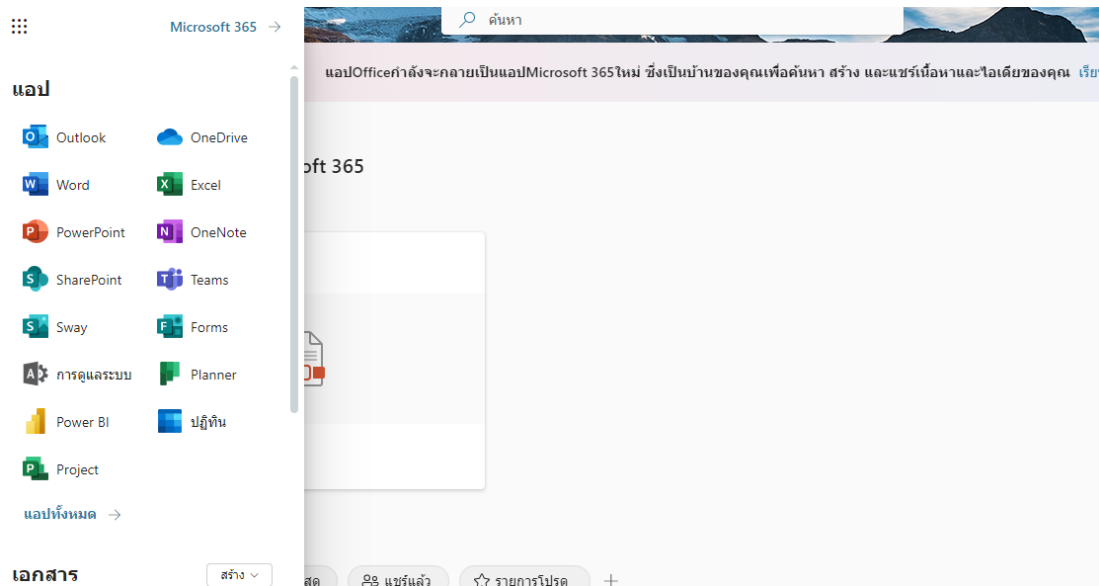 Microsoft 365
ค้นหา
แอปOfficeกำลังจะกลายเป็นแอปMicrosoft 365ใหม่ ซึ่งเป็นบ้านของคุณเพื่อค้นหา สร้าง และแชร์เนื้อหาและไอเดียของคุณ
แอป
Outlook
OneDrive
Word
Excel
PowerPoint
OneNote
SharePoint
Teams
Sway
Forms
การดูแลระบบ
Planner
Power BI
ปฏิทิน
Project
แอปทั้งหมด
เอกสาร
สร้าง
oft 365
แชร์แล้ว
รายการโปรด